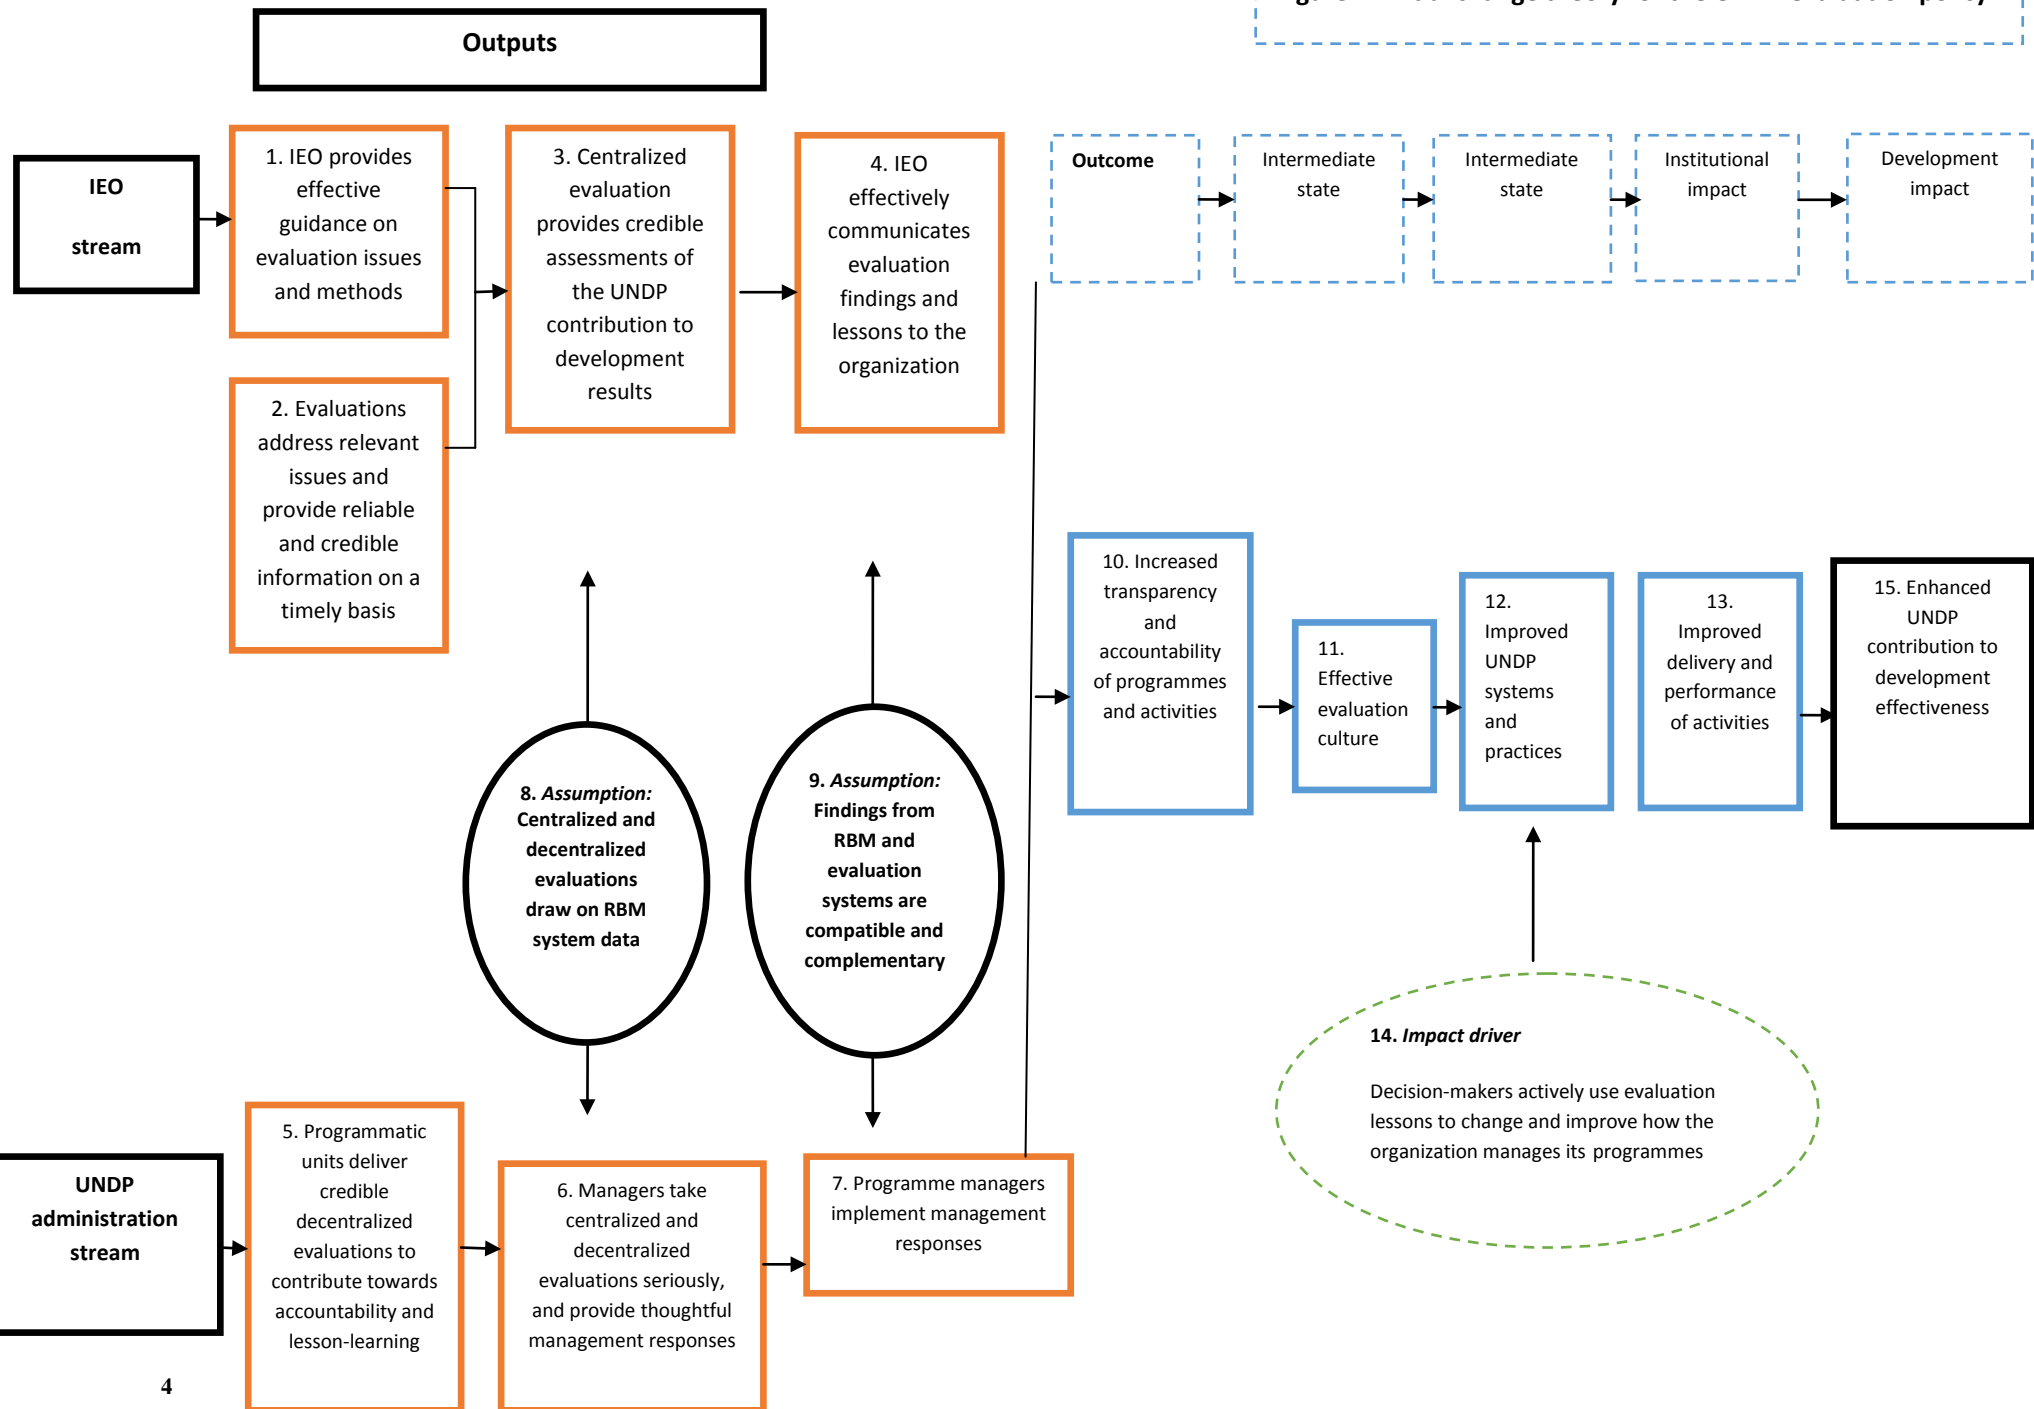 Outputs
IEO
stream
1. IEO provides
effective
guidance on
evaluation issues
and methods
2. Evaluations
address relevant
issues and
provide reliable
and credible
information on a
timely basis
3. Centralized
evaluation
provides credible
assessments of
the UNDP
contribution to
development
results
4. IEO
effectively
communicates
evaluation
findings and
lessons to the
organization
Outcome
Intermediate
state
Intermediate
state
Institutional
impact
Development
impact
10. Increased
transparency
and
accountability
of programmes
and activities
11.
Effective
evaluation
culture
12.
Improved
UNDP
systems
and
practices
13.
Improved
delivery and
performance
of activities
15. Enhanced
UNDP
contribution to
development
effectiveness
8. Assumption:
Centralized and
decentralized
evaluations
draw on RBM
system data
9. Assumption:
Findings from
RBM and
evaluation
systems are
compatible and
complementary
14. Impact driver
Decision-makers actively use evaluation
lessons to change and improve how the
organization manages its programmes
UNDP
administration
stream
5. Programmatic
units deliver
credible
decentralized
evaluations to
contribute towards
accountability and
lesson-learning
6. Managers take
centralized and
decentralized
evaluations seriously,
and provide thoughtful
management responses
7. Programme managers
implement management
responses
4